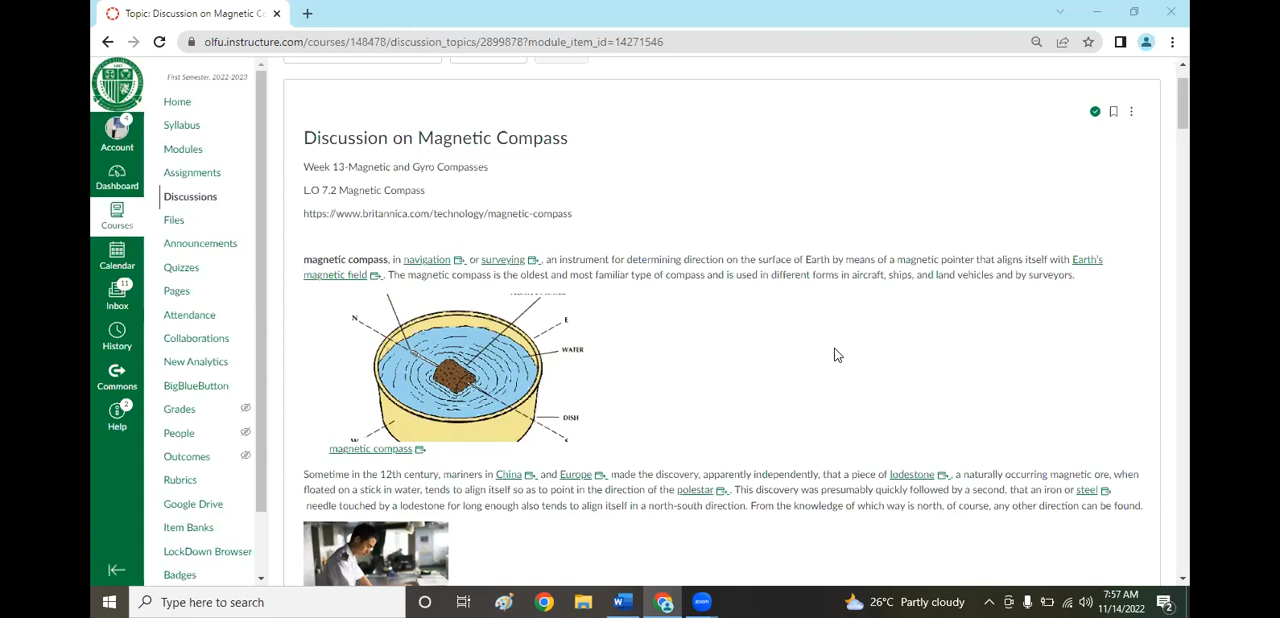 Topic: Discussion on Magnetic Co
olfu.instructure.com/courses/148478/discussion_topics/2899878?module_item_id=14271546
4
Account
Dashboard
Courses
Calendar
11
Inbox
History
Commons
2
Help
First Semester, 2022-2023
Home
Syllabus
Modules
Assignments
Discussions
Files
Announcements
Quizzes
Pages
Attendance
Collaborations
New Analytics
BigBlueButton
Grades
People
Outcomes
Rubrics
Google Drive
Item Banks
LockDown Browser
Badges
Discussion on Magnetic Compass
Week 13-Magnetic and Gyro Compasses
L.O 7.2 Magnetic Compass
https://www.britannica.com/technology/magnetic-compass
magnetic compass, in navigation or surveying , an instrument for determining direction on the surface of Earth by means of a magnetic pointer that aligns itself with Earth's
magnetic field . The magnetic compass is the oldest and most familiar type of compass and is used in different forms in aircraft, ships, and land vehicles and by surveyors.
N
E
WATER
DISH
magnetic compass
Sometime in the 12th century, mariners in China and Europe made the discovery, apparently independently, that a piece of lodestone , a naturally occurring magnetic ore, when
floated on a stick in water, tends to align itself so as to point in the direction of the polestar . This discovery was presumably quickly followed by a second, that an iron or steel
needle touched by a lodestone for long enough also tends to align itself in a north-south direction. From the knowledge of which way is north, of course, any other direction can be found.
Type here to search
zoom
26°C Partly cloudy
7:57 AM
11/14/2022
2